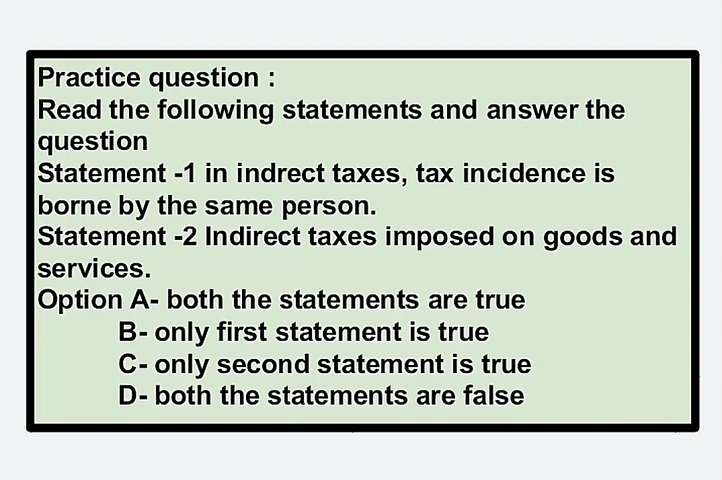 Practice question :
Read the following statements and answer the
question
Statement -1 in indrect taxes, tax incidence is
borne by the same person.
Statement -2 Indirect taxes imposed on goods and
services.
Option A- both the statements are true
B- only first statement is true
C- only second statement is true
D- both the statements are false